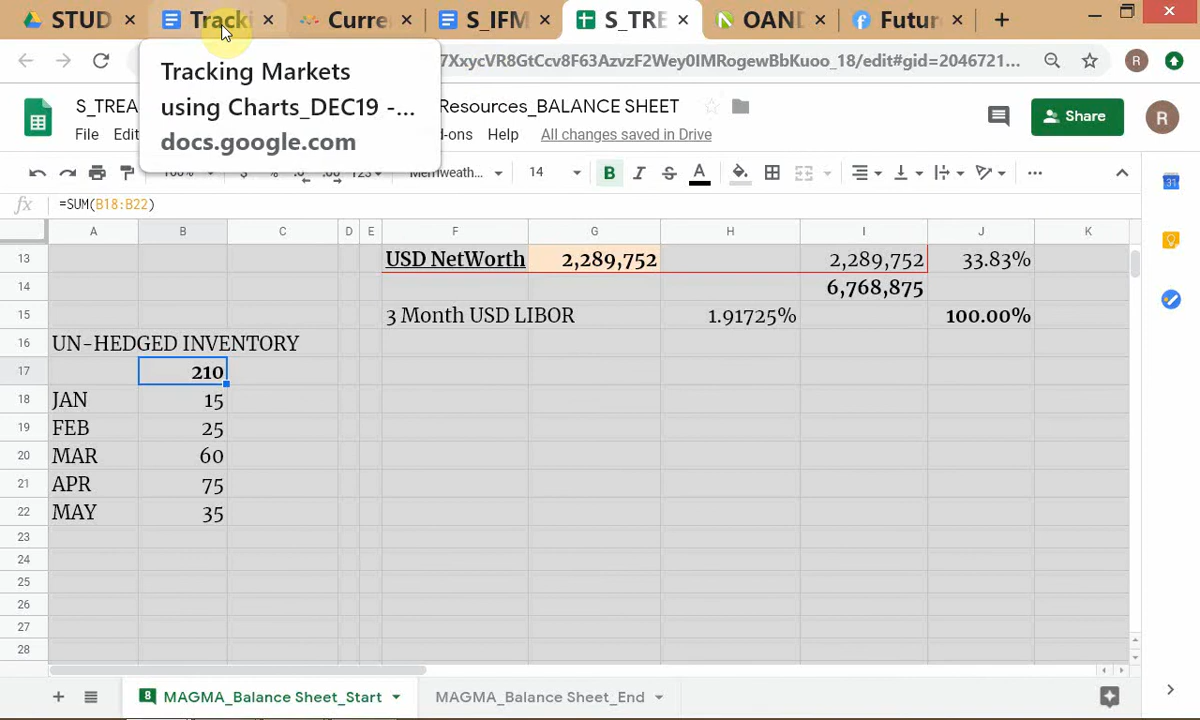 STUD × Tracki × Curre × S_IFM × S_TRE × OAND × Futur × +
7XxycVR8GtCcv8F63AzvzF2Wey0IMRogewBbKuoo_18/edit#gid=2046721... R
Tracking Markets
using Charts_DEC19 -...
docs.google.com
S_TREA Resources_BALANCE SHEET
File Edit d-ons Help All changes saved in Drive
Share R
Merriweath... 14 B I S A ...
fx =SUM(B18:B22)
A B C D E F G H I J K
13 USD NetWorth 2,289,752 2,289,752 33.83%
14 6,768,875
15 3 Month USD LIBOR 1.91725% 100.00%
16 UN-HEDGED INVENTORY
17 210
18 JAN 15
19 FEB 25
20 MAR 60
21 APR 75
22 MAY 35
23
24
25
26
27
28
+ 8 MAGMA_Balance Sheet_Start MAGMA_Balance Sheet_End